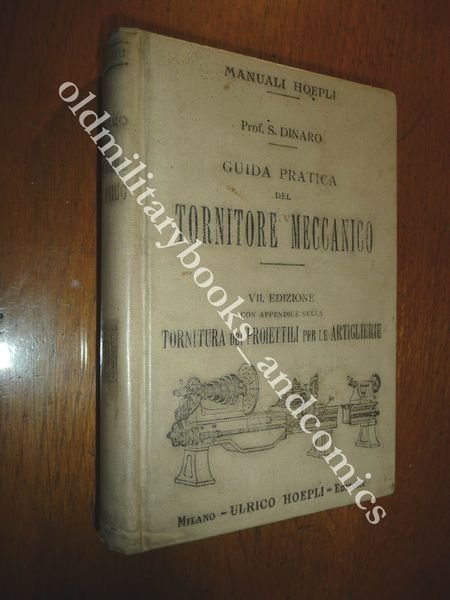 MANUALI HOEPLI
Prof. S. DINARO
GUIDA PRATICA
DEL
TORNITORE MECCANICO
VII. EDIZIONE
CON APPENDICE SULLA
TORNITURA DEI PROIETTILI PER LE ARTIGLIERIE
MILANO - ULRICO HOEPLI - EDITORE
oldmilitarybooks_andcomics